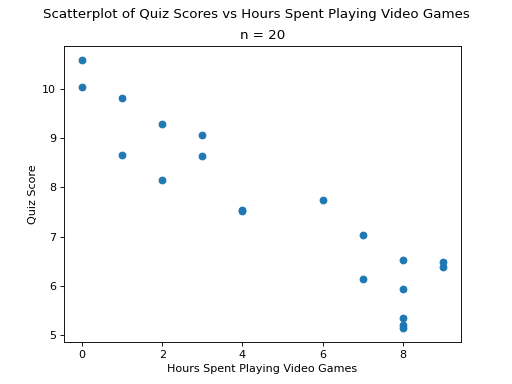 Scatterplot of Quiz Scores vs Hours Spent Playing Video Games
n = 20
10
9
8
7
6
5
Quiz Score
0 2 4 6 8
Hours Spent Playing Video Games